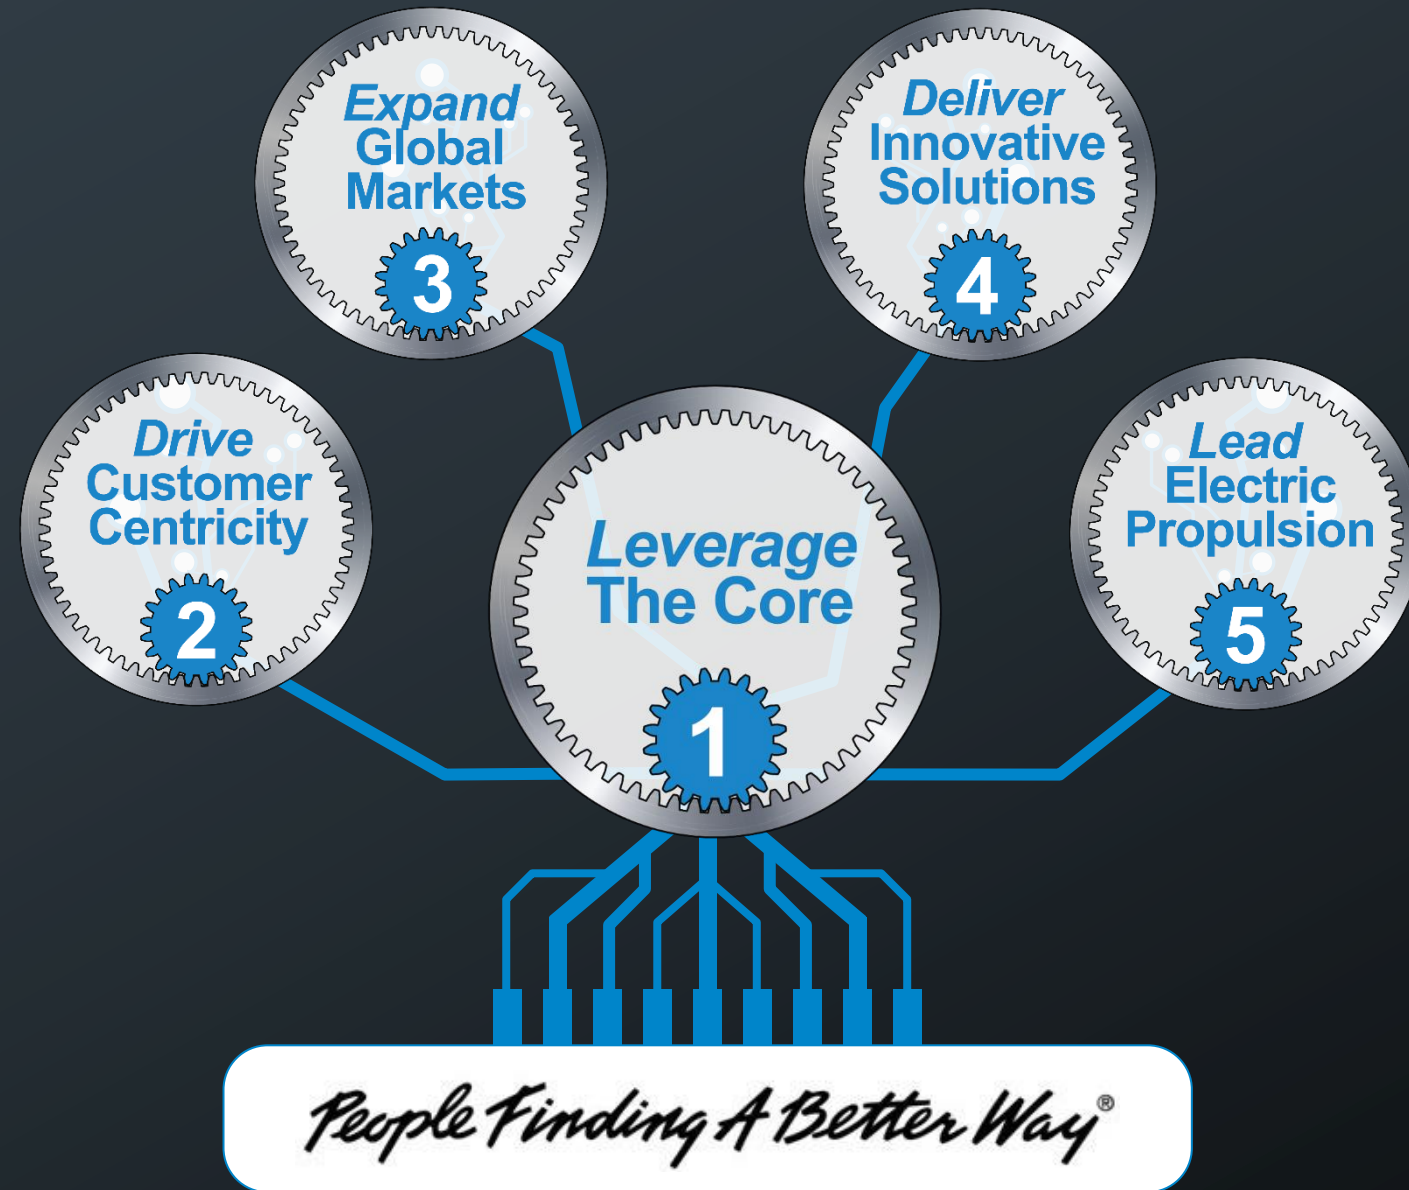 Expand
Global
Markets
3
Deliver
Innovative
Solutions
4
Drive
Customer
Centricity
2
Leverage
The Core
1
Lead
Electric
Propulsion
5
People Finding A Better Way®